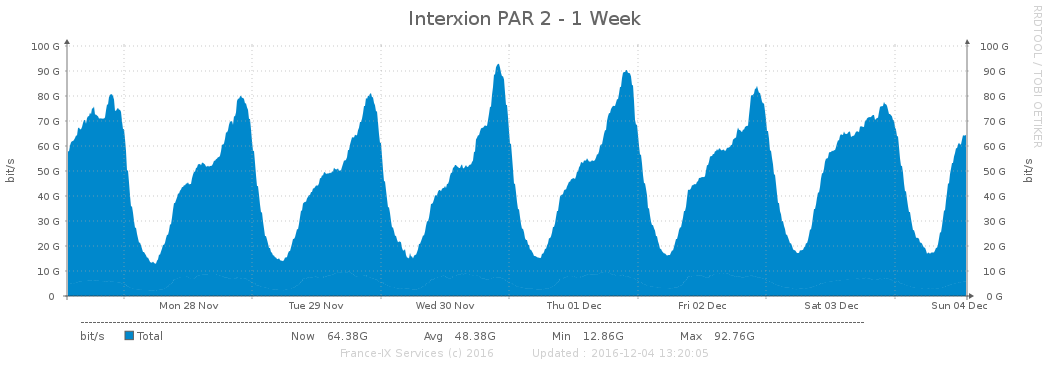 Interxion PAR 2 - 1 Week
RRDTOOL / TOBI OETIKER
bit/s
bit/s
100 G 100 G
90 G 90 G
80 G 80 G
70 G 70 G
60 G 60 G
50 G 50 G
40 G 40 G
30 G 30 G
20 G 20 G
10 G 10 G
0 0 G
Mon 28 Nov Tue 29 Nov Wed 30 Nov Thu 01 Dec Fri 02 Dec Sat 03 Dec Sun 04 Dec
bit/s Total Now 64.38G Avg 48.38G Min 12.86G Max 92.76G
France-IX Services (c) 2016 Updated : 2016-12-04 13:20:05